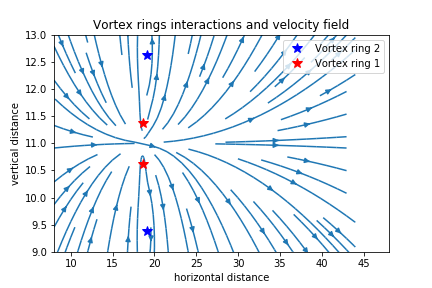 Vortex rings interactions and velocity field
Vortex ring 2
Vortex ring 1
vertical distance
13.0
12.5
12.0
11.5
11.0
10.5
10.0
9.5
9.0
10 15 20 25 30 35 40 45
horizontal distance